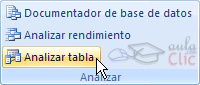 Documentador de base de datos
Analizar rendimiento
Analizar tabla
aula
Clic
Analizar